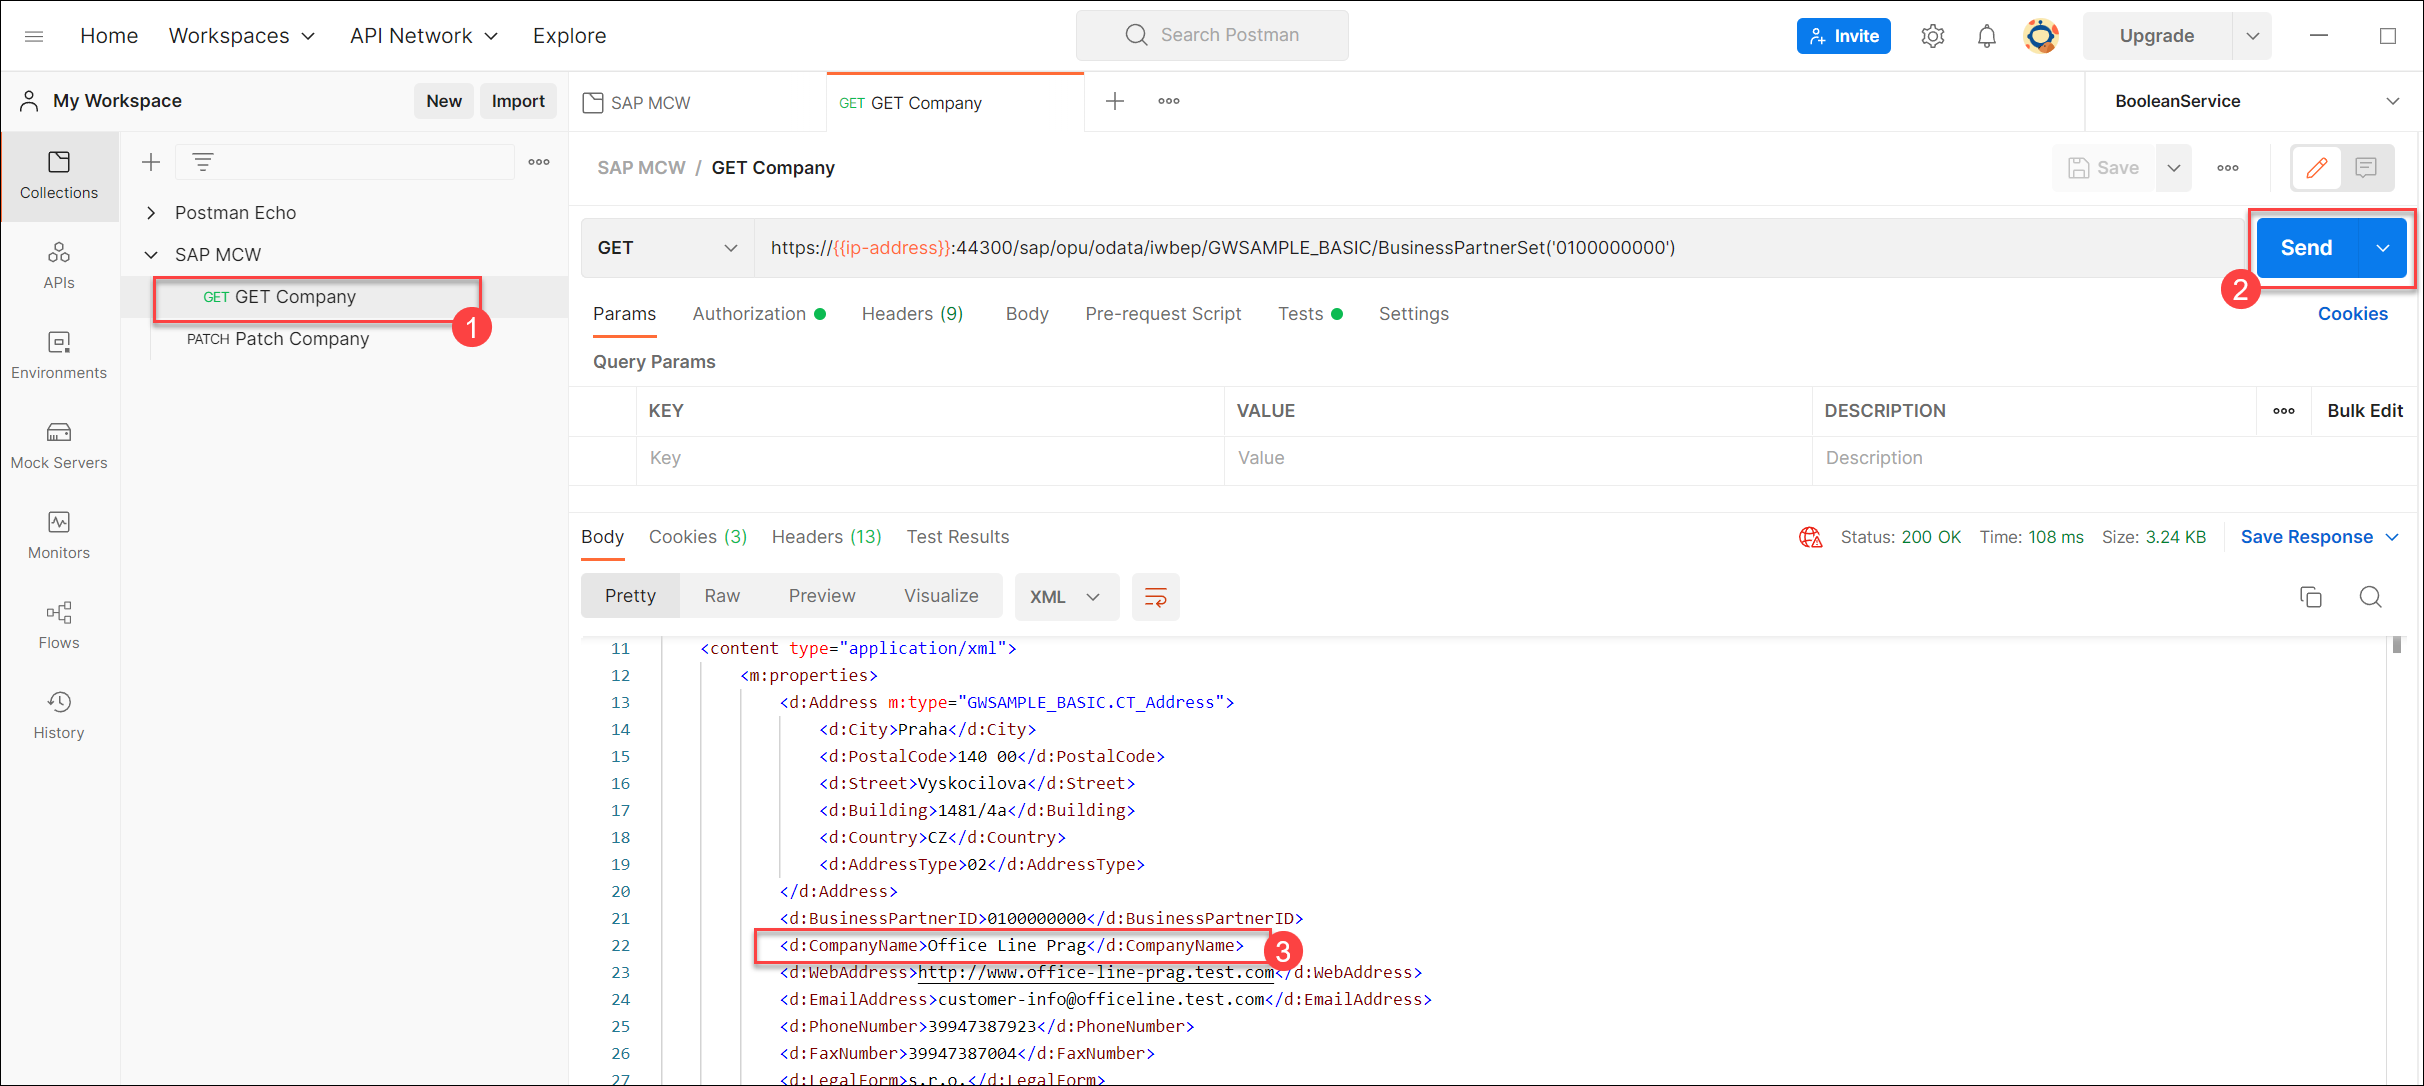 Home Workspaces API Network Explore Search Postman Invite Upgrade
My Workspace New Import SAP MCW GET GET Company BooleanService
Collections
SAP MCW / GET Company Save
Postman Echo
SAP MCW
GET GET Company
1
PATCH Patch Company
APIs
Environments
Mock Servers
Monitors
Flows
History
GET https://{{ip-address}}:44300/sap/opu/odata/iwbep/GWSAMPLE_BASIC/BusinessPartnerSet('0100000000') Send
2
Params Authorization Headers (9) Body Pre-request Script Tests Settings Cookies
Query Params
KEY VALUE DESCRIPTION Bulk Edit
Key Value Description
Body Cookies (3) Headers (13) Test Results Status: 200 OK Time: 108 ms Size: 3.24 KB Save Response
Pretty Raw Preview Visualize XML
11 <content type="application/xml">
12 <m:properties>
13 <d:Address m:type="GWSAMPLE_BASIC.CT_Address">
14 <d:City>Praha</d:City>
15 <d:PostalCode>140 00</d:PostalCode>
16 <d:Street>Vyskocilova</d:Street>
17 <d:Building>1481/4a</d:Building>
18 <d:Country>CZ</d:Country>
19 <d:AddressType>02</d:AddressType>
20 </d:Address>
21 <d:BusinessPartnerID>0100000000</d:BusinessPartnerID>
22 <d:CompanyName>Office Line Prag</d:CompanyName>
3
23 <d:WebAddress>http://www.office-line-prag.test.com</d:WebAddress>
24 <d:EmailAddress>customer-info@officeline.test.com</d:EmailAddress>
25 <d:PhoneNumber>39947387923</d:PhoneNumber>
26 <d:FaxNumber>39947387004</d:FaxNumber>
27 <d:LegalForm>s.r.o.</d:LegalForm>